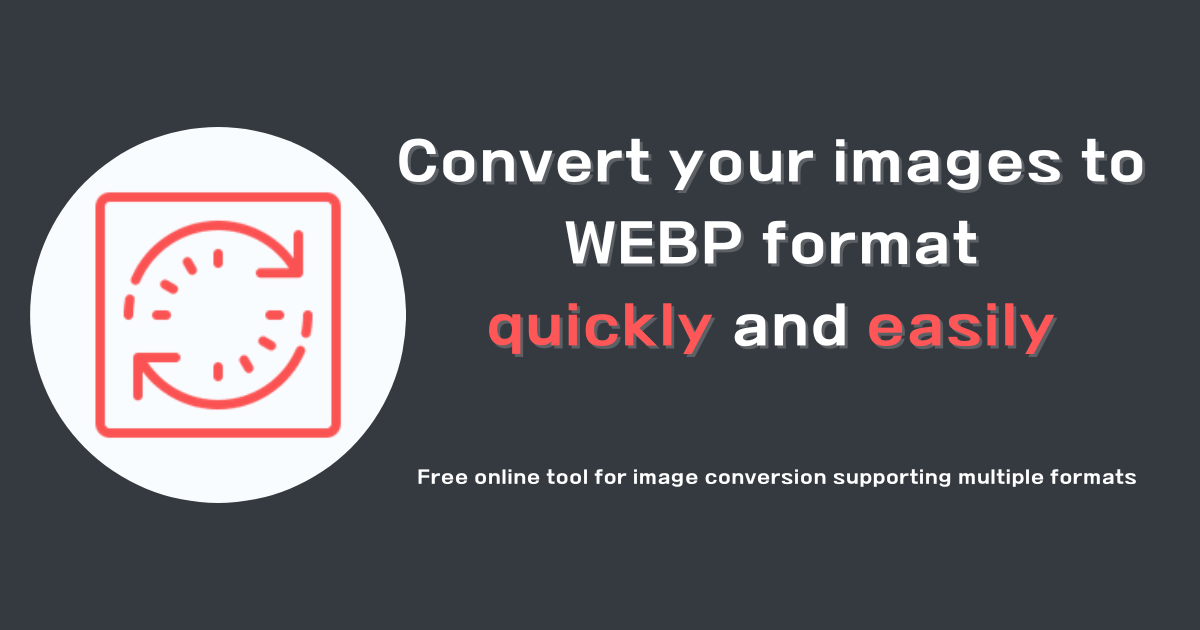 Convert your images to
WEBP format
quickly and easily
Free online tool for image conversion supporting multiple formats